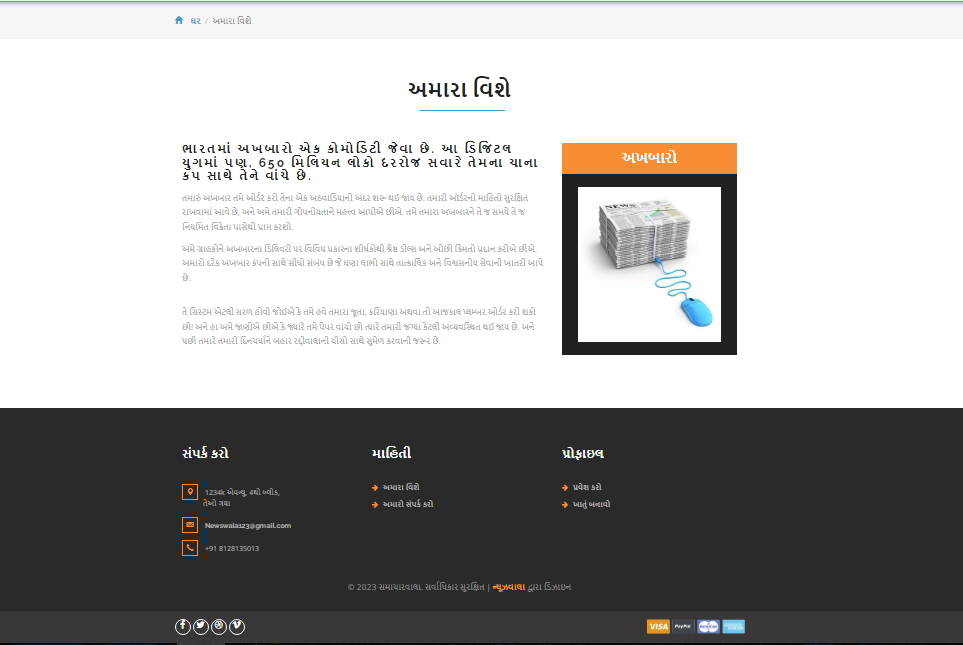 ઘર / અમારા વિશે
અમારા વિશે
ભારતમાં અખબારો એક કોમોડિટી જેવા છે. આ ડિજિટલ
યુગમાં પણ, 650 મિલિયન લોકો દરરોજ સવારે તેમના ચાના
કપ સાથે તેને વાંચે છે.
તમારું અખબાર તમે ઓર્ડર કરો તેના એક અઠવાડિયાની અંદર શરૂ થઈ જાય છે. તમારી ઓર્ડરની માહિતી સુરક્ષિત
રાખવામાં આવે છે, અને અમે તમારી ગોપનીયતાને મહત્ત્વ આપીએ છીએ. તમે તમારા અખબારને તે જ સમયે તે જ
નિયમિત વિક્રેતા પાસેથી પ્રાપ્ત કરશો.
અમે ગ્રાહકોને અખબારના ડિલિવરી પર વિવિધ પ્રકારના શીર્ષકોથી શ્રેષ્ઠ ડીલ્સ અને ઓછી કિંમતો પ્રદાન કરીએ છીએ.
અમારો દરેક અખબાર કંપની સાથે સીધો સંબંધ છે જે ઘણા લાભો સાથે તાત્કાલિક અને વિશ્વસનીય સેવાની ખાતરી આપે
છે.
તે સિસ્ટમ એટલી સરળ હોવી જોઈએ કે તમે હવે તમારા જૂતા, કરિયાણા અથવા તો આજકાલ પ્લમ્બર ઓર્ડર કરી શકો
છો! અને હા અમે જાણીએ છીએ કે જ્યારે તમે પેપર વાંચો છો ત્યારે તમારી જગ્યા કેટલી અવ્યવસ્થિત થઈ જાય છે. અને
પછી તમારે તમારી દિનચર્યાને બહાર રદ્દીવાલાની ચીસો સાથે સુમેળ કરવાની જરૂર છે.
અખબારો
NEWS
સંપર્ક કરો
1234k એવન્યુ, 4થો બ્લોક,
તેઓ ગયા
Newswala123@gmail.com
+91 8128135013
માહિતી
અમારા વિશે
અમારો સંપર્ક કરો
પ્રોફાઇલ
પ્રવેશ કરો
ખાતું બનાવો
© 2023 સમાચારવાલા. સર્વાધિકાર સુરક્ષિત | ન્યૂઝવાલા દ્વારા ડિઝાઇન
VISA PayPal